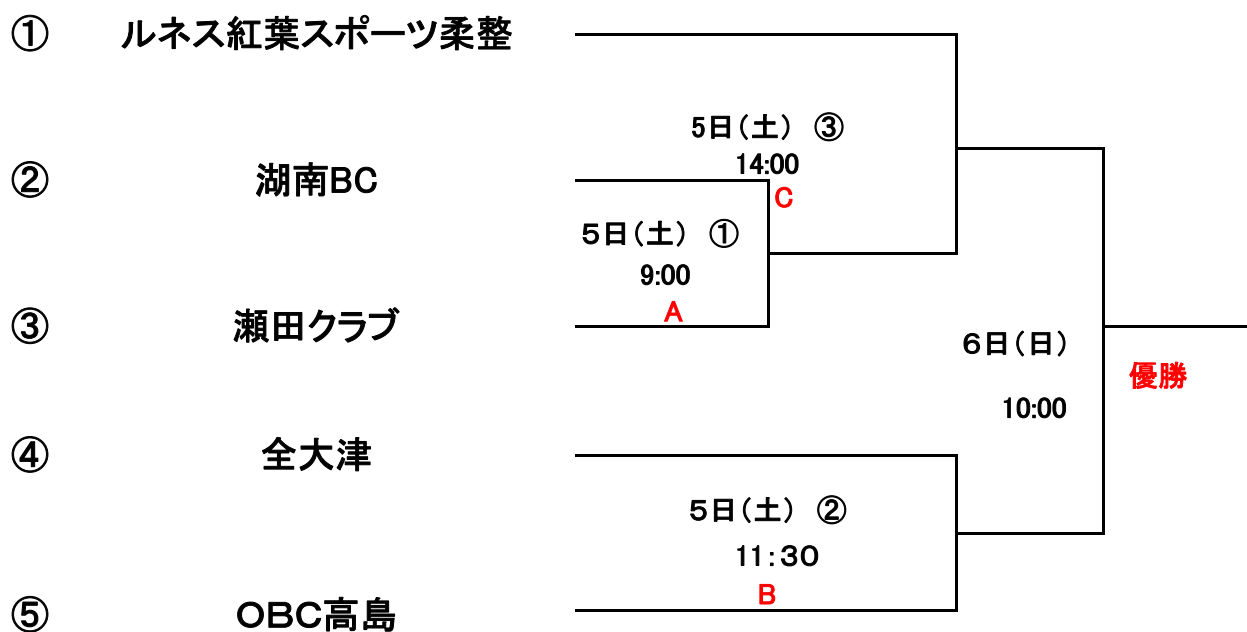 ① ルネス紅葉スポーツ柔整
5日(土) ③
14:00
② 湖南BC
C
5日(土) ①
9:00
A
③ 瀬田クラブ
6日(日)
優勝
10:00
④ 全大津
5日(土) ②
11:30
B
⑤ OBC高島